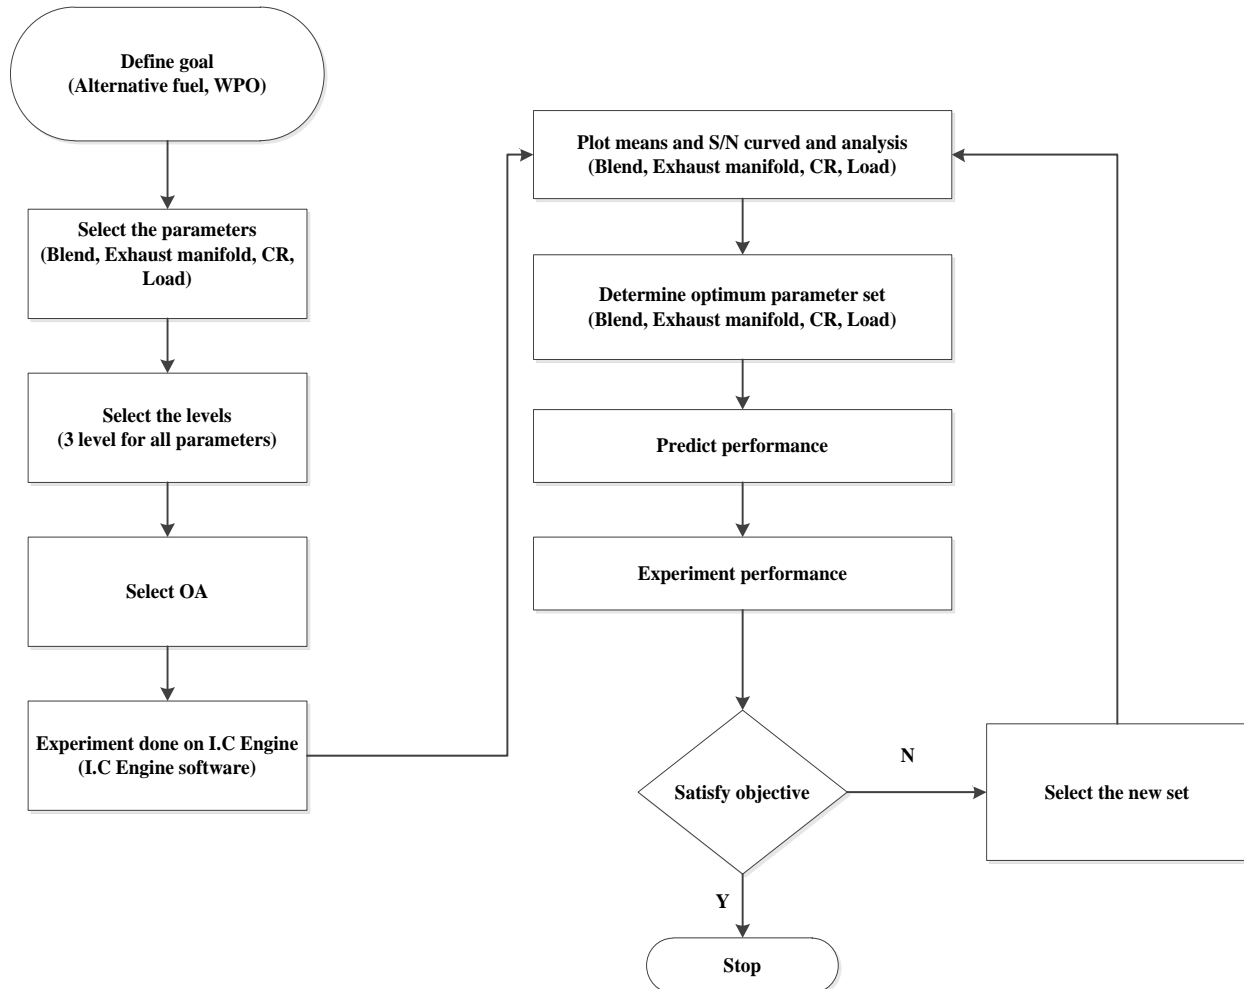 Define goal
(Alternative fuel, WPO)
Select the parameters
(Blend, Exhaust manifold, CR,
Load)
Select the levels
(3 level for all parameters)
Select OA
Experiment done on I.C Engine
(I.C Engine software)
Plot means and S/N curved and analysis
(Blend, Exhaust manifold, CR, Load)
Determine optimum parameter set
(Blend, Exhaust manifold, CR, Load)
Predict performance
Experiment performance
Satisfy objective
N
Select the new set
Y
Stop